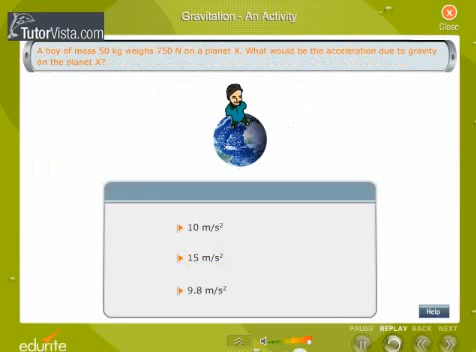 Gravitation - An Activity
Close
TutorVista.com
A boy of mass 50 kg weighs 750 N on a planet X. What would be the acceleration due to gravity
on the planet X?
10 m/s²
15 m/s²
9.8 m/s²
Help
PAUSE REPLAY BACK NEXT
edurite